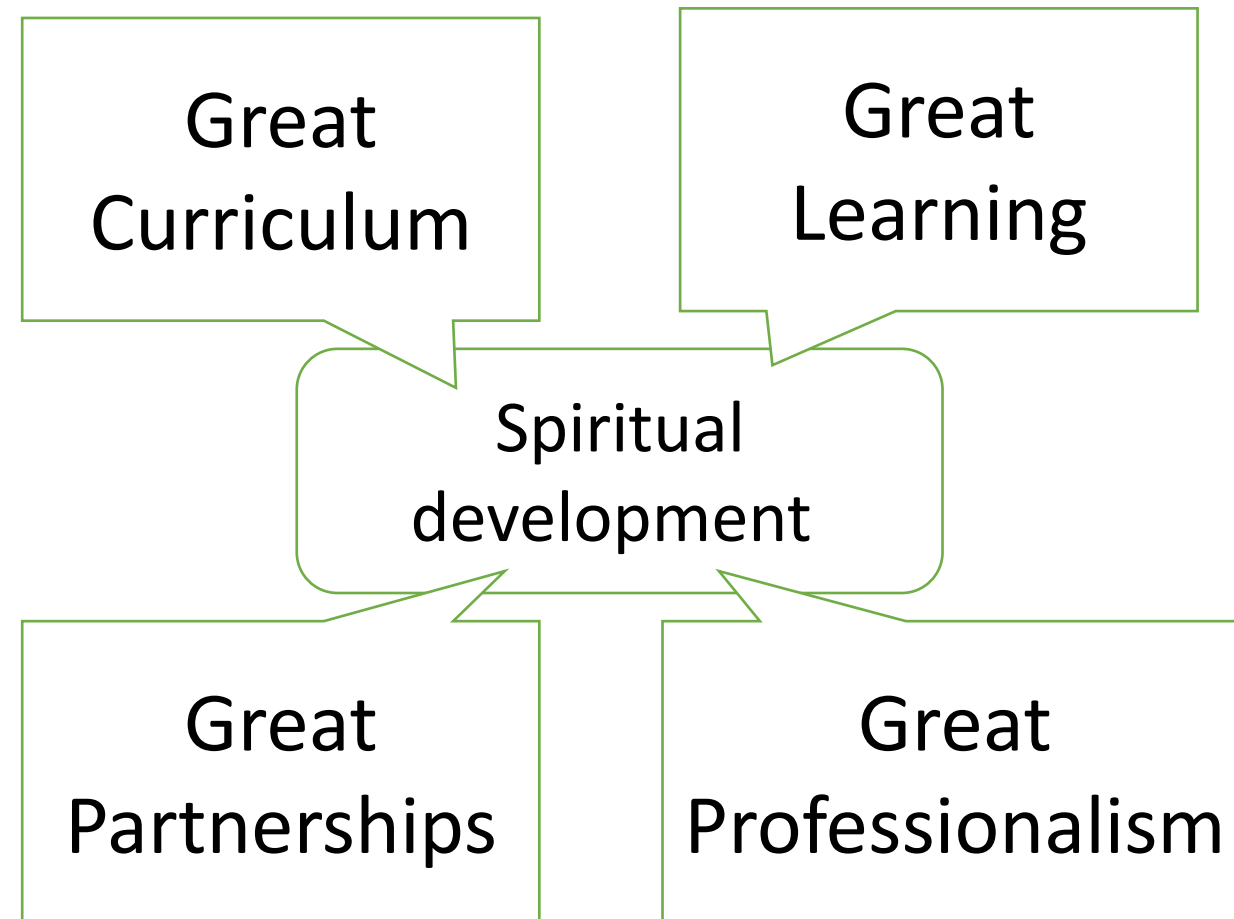 Great
Curriculum
Great
Learning
Spiritual
development
Great
Partnerships
Great
Professionalism